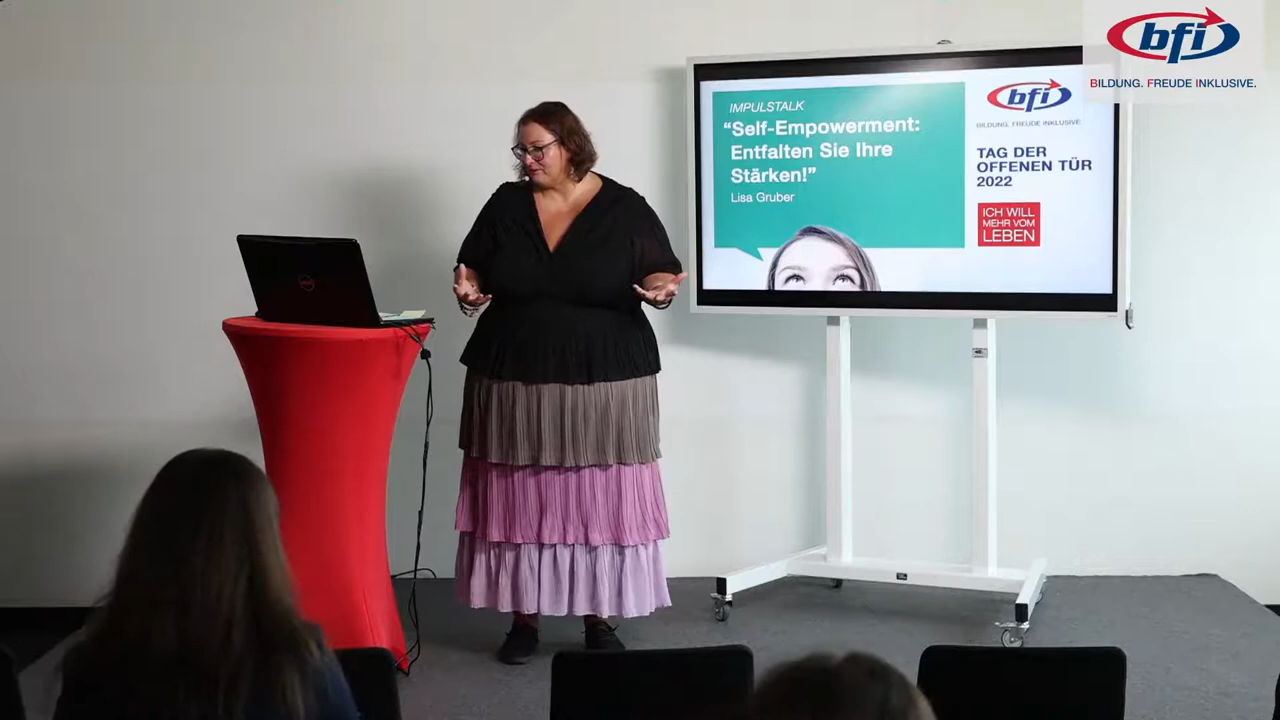 bfi
BILDUNG. FREUDE INKLUSIVE.
IMPULSTALK
“Self-Empowerment:
Entfalten Sie Ihre
Stärken!”
Lisa Gruber
bfi
BILDUNG. FREUDE INKLUSIVE.
TAG DER
OFFENEN TÜR
2022
ICH WILL
MEHR VOM
LEBEN